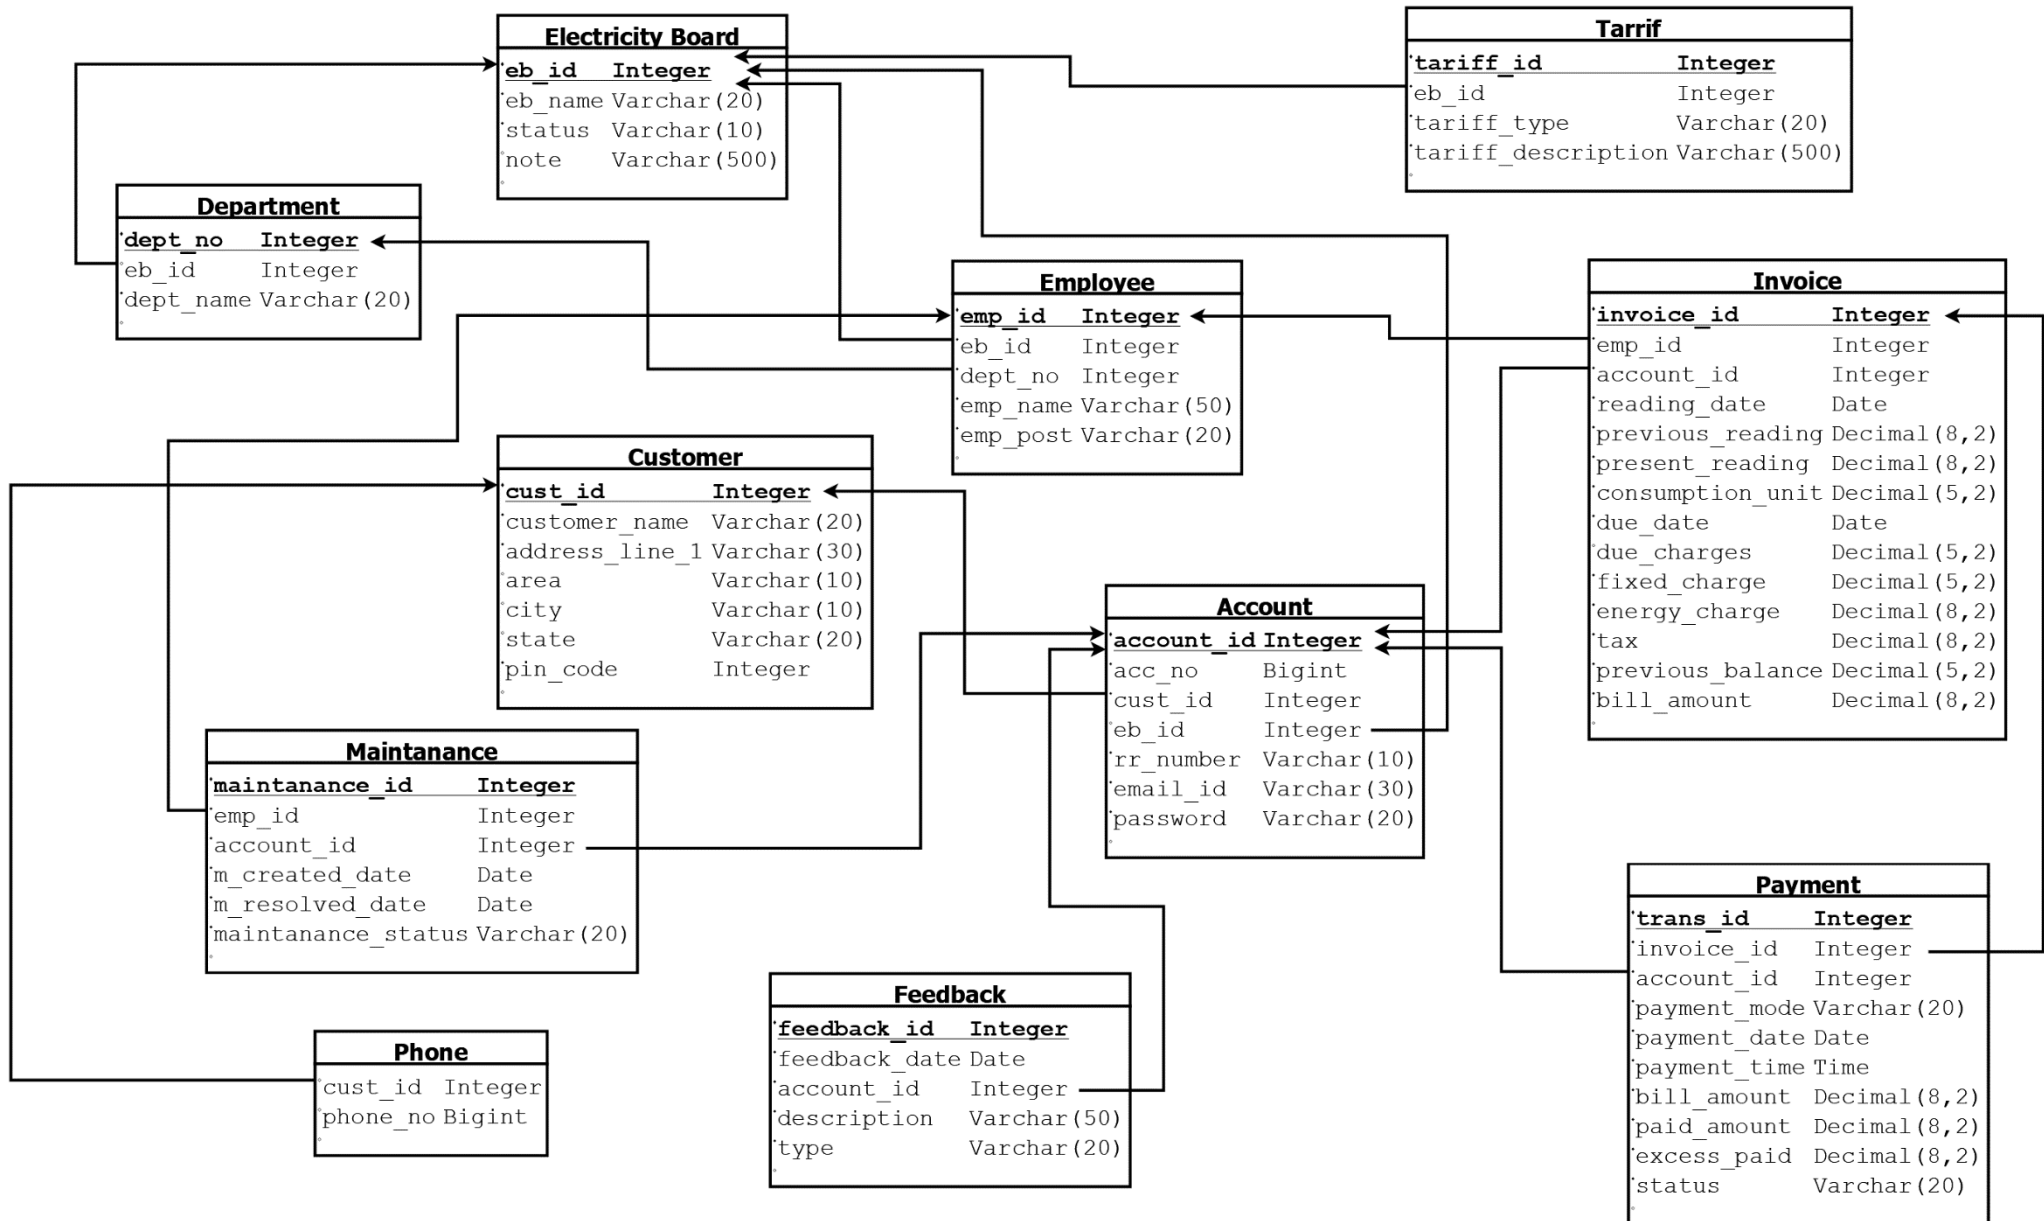 Electricity Board
eb_id Integer
eb_name Varchar(20)
status Varchar(10)
note Varchar(500)
Tarrif
tariff_id Integer
eb_id Integer
tariff_type Varchar(20)
tariff_description Varchar(500)
Department
dept_no Integer
eb_id Integer
dept_name Varchar(20)
Employee
emp_id Integer
eb_id Integer
dept_no Integer
emp_name Varchar(50)
emp_post Varchar(20)
Invoice
invoice_id Integer
emp_id Integer
account_id Integer
reading_date Date
previous_reading Decimal(8,2)
present_reading Decimal(8,2)
consumption_unit Decimal(5,2)
due_date Date
due_charges Decimal(5,2)
fixed_charge Decimal(5,2)
energy_charge Decimal(8,2)
tax Decimal(8,2)
previous_balance Decimal(5,2)
bill_amount Decimal(8,2)
Customer
cust_id Integer
customer_name Varchar(20)
address_line_1 Varchar(30)
area Varchar(10)
city Varchar(10)
state Varchar(20)
pin_code Integer
Account
account_id Integer
acc_no Bigint
cust_id Integer
eb_id Integer
rr_number Varchar(10)
email_id Varchar(30)
password Varchar(20)
Maintanance
maintanance_id Integer
emp_id Integer
account_id Integer
m_created_date Date
m_resolved_date Date
maintanance_status Varchar(20)
Payment
trans_id Integer
invoice_id Integer
account_id Integer
payment_mode Varchar(20)
payment_date Date
payment_time Time
bill_amount Decimal(8,2)
paid_amount Decimal(8,2)
excess_paid Decimal(8,2)
status Varchar(20)
Feedback
feedback_id Integer
feedback_date Date
account_id Integer
description Varchar(50)
type Varchar(20)
Phone
cust_id Integer
phone_no Bigint